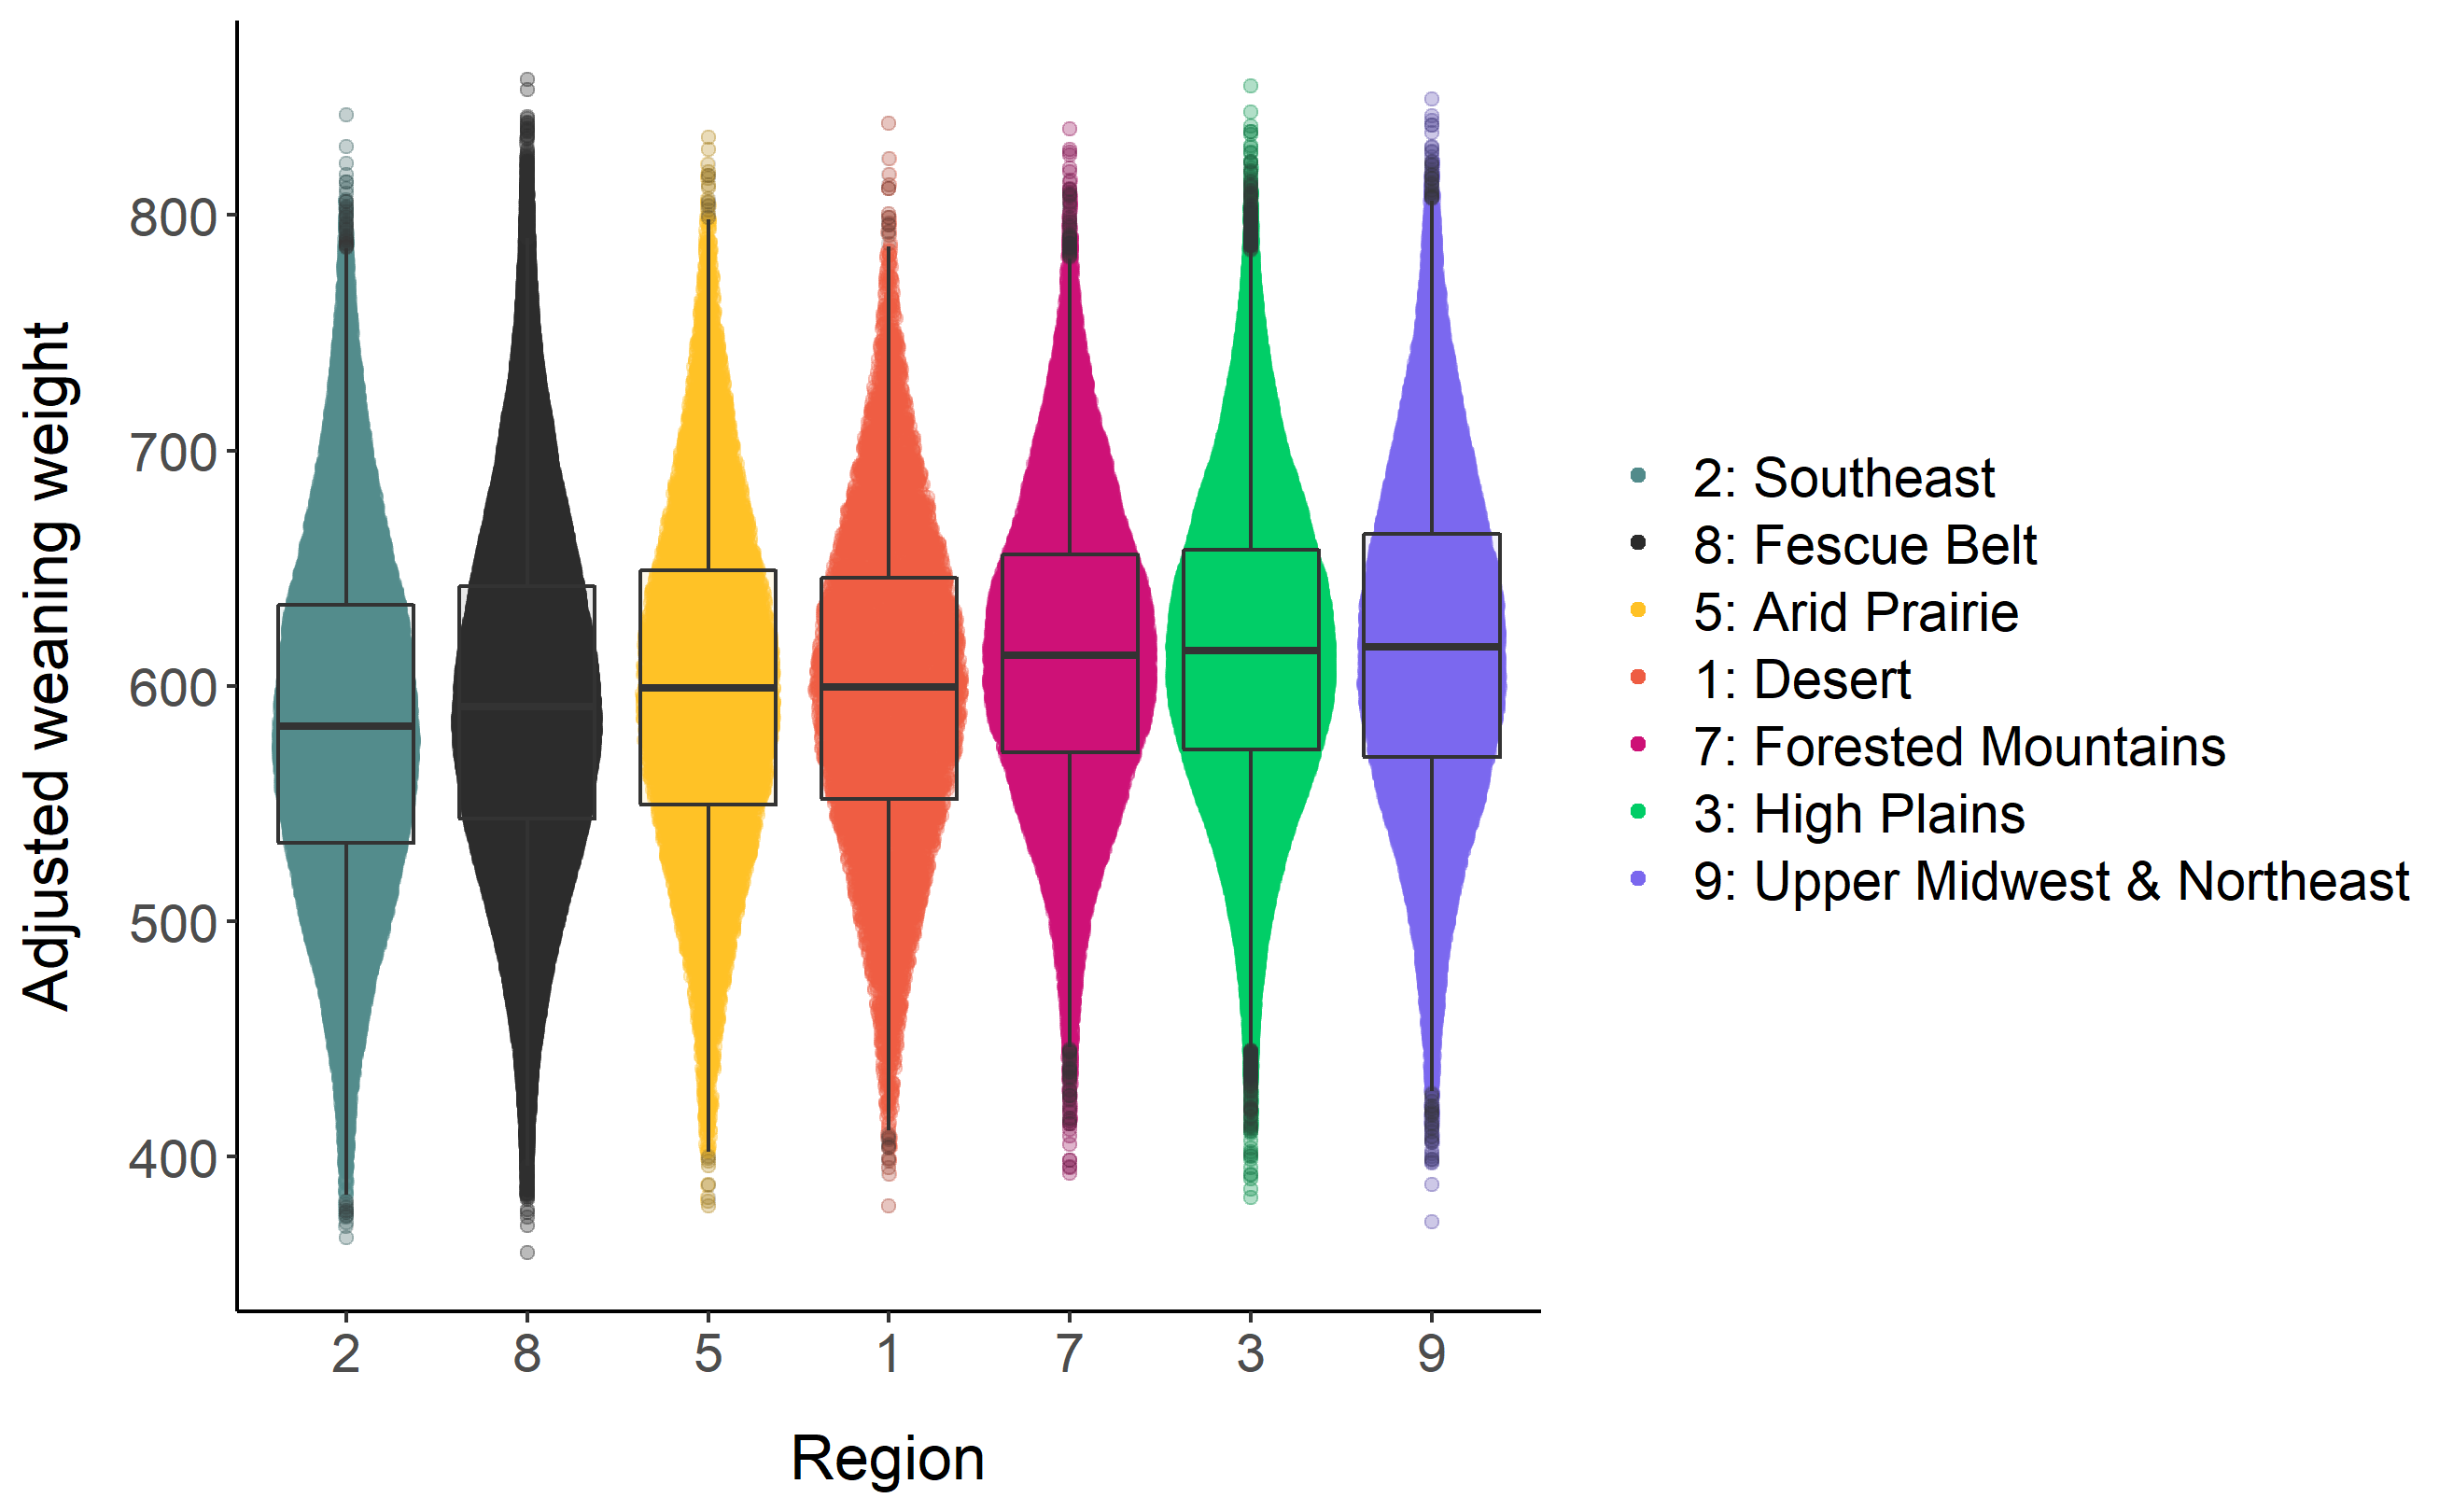 Adjusted weaning weight
800
700
600
500
400
2 8 5 1 7 3 9
Region
2: Southeast
8: Fescue Belt
5: Arid Prairie
1: Desert
7: Forested Mountains
3: High Plains
9: Upper Midwest & Northeast